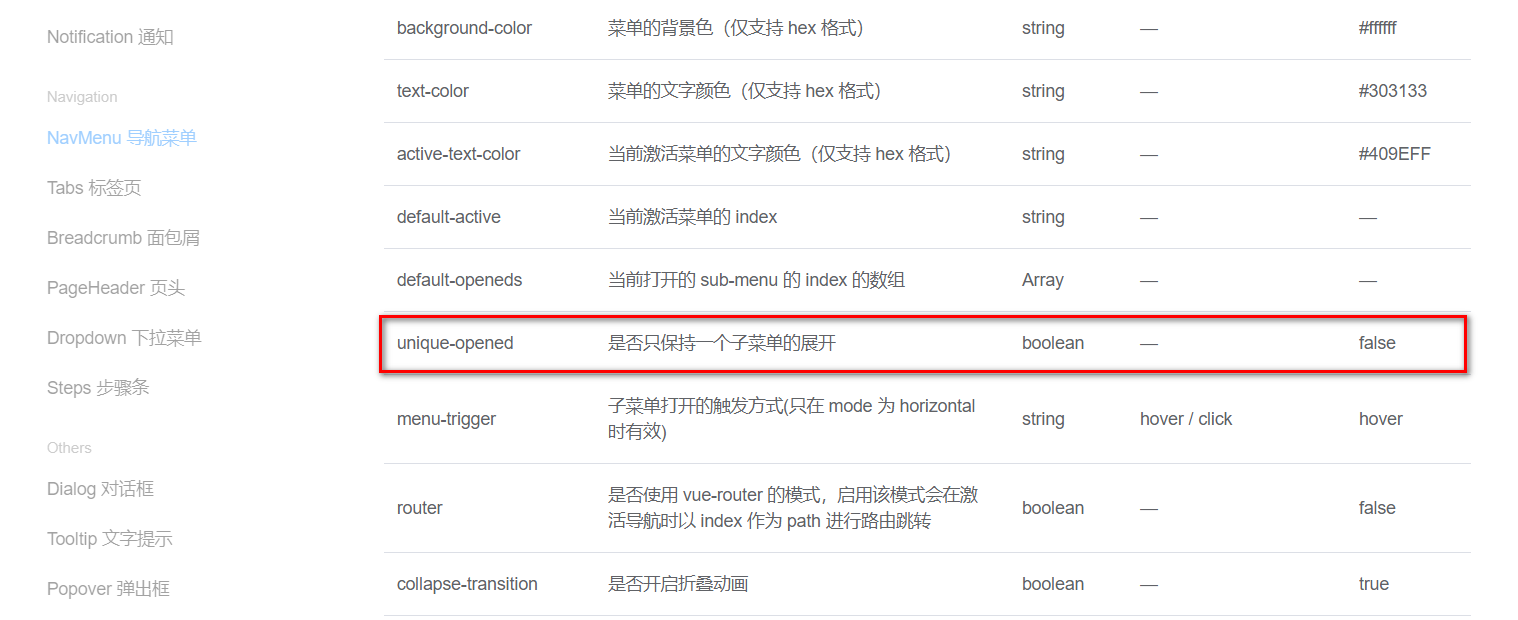 Notification 通知
Navigation
NavMenu 导航菜单
Tabs 标签页
Breadcrumb 面包屑
PageHeader 页头
Dropdown 下拉菜单
Steps 步骤条
Others
Dialog 对话框
Tooltip 文字提示
Popover 弹出框
background-color 菜单的背景色（仅支持 hex 格式） string — #ffffff
text-color 菜单的文字颜色（仅支持 hex 格式） string — #303133
active-text-color 当前激活菜单的文字颜色（仅支持 hex 格式） string — #409EFF
default-active 当前激活菜单的 index string — —
default-openeds 当前打开的 sub-menu 的 index 的数组 Array — —
unique-opened 是否只保持一个子菜单的展开 boolean — false
menu-trigger 子菜单打开的触发方式(只在 mode 为 horizontal
时有效) string hover / click hover
router 是否使用 vue-router 的模式，启用该模式会在激
活导航时以 index 作为 path 进行路由跳转 boolean — false
collapse-transition 是否开启折叠动画 boolean — true